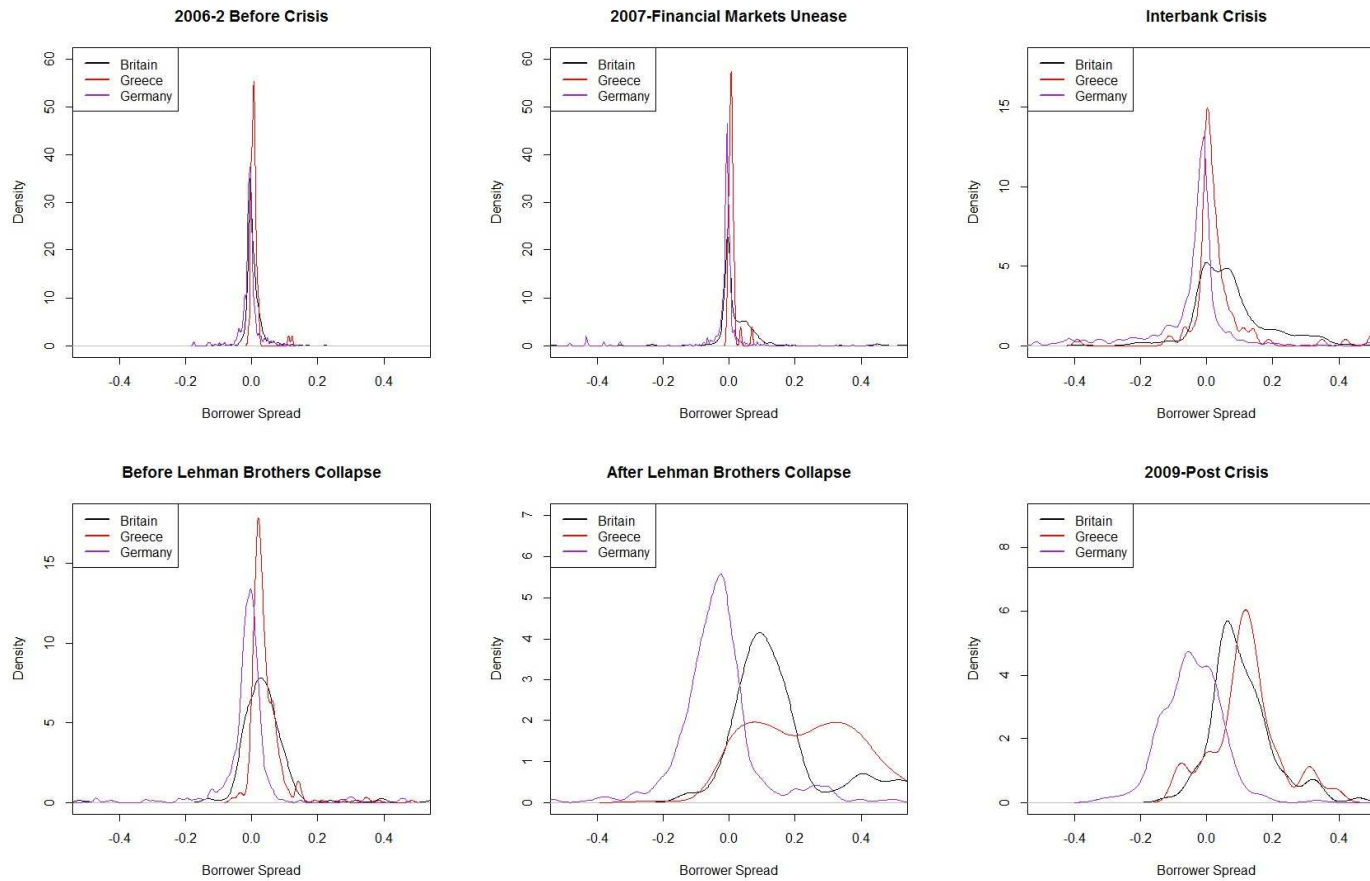 2006-2 Before Crisis
Britain
Greece
Germany
Density
0
10
20
30
40
50
60
-0.4
-0.2
0.0
0.2
0.4
Borrower Spread
2007-Financial Markets Unease
Britain
Greece
Germany
Density
0
10
20
30
40
50
60
-0.4
-0.2
0.0
0.2
0.4
Borrower Spread
Interbank Crisis
Britain
Greece
Germany
Density
0
5
10
15
-0.4
-0.2
0.0
0.2
0.4
Borrower Spread
Before Lehman Brothers Collapse
Britain
Greece
Germany
Density
0
5
10
15
-0.4
-0.2
0.0
0.2
0.4
Borrower Spread
After Lehman Brothers Collapse
Britain
Greece
Germany
Density
0
1
2
3
4
5
6
7
-0.4
-0.2
0.0
0.2
0.4
Borrower Spread
2009-Post Crisis
Britain
Greece
Germany
Density
0
2
4
6
8
-0.4
-0.2
0.0
0.2
0.4
Borrower Spread